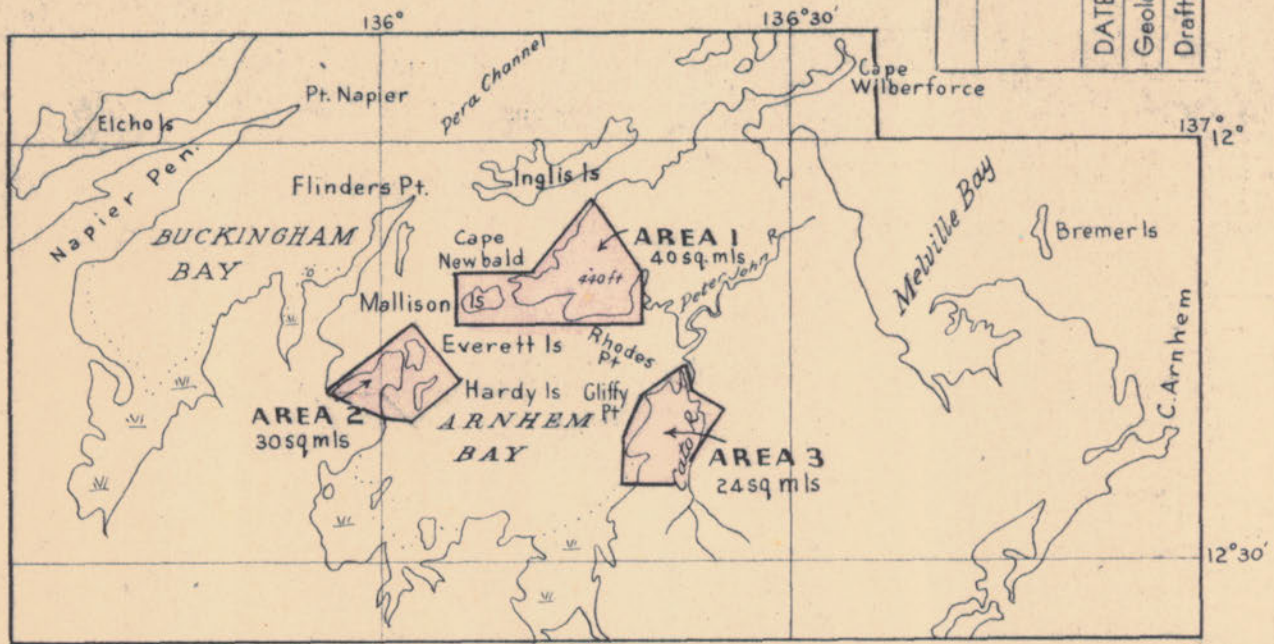 136°
136°30'
DATE
Geol
Draft
Cape
Wilberforce
Pera Channel
Pt. Napier
Elcho Is
137°
12°
Napier Pen.
Inglis Is
Flinders Pt.
Melville Bay
BUCKINGHAM
BAY
Cape
Newbald
AREA 1
40 sq. mls
Bremer Is
440ft
Peter John R.
Mallison Is
Everett Is
Rhodes
Pt
Hardy Is
Gliffy
Pt
C. Arnhem
AREA 2
30 sq mls
ARNHEM
BAY
Cato R
AREA 3
24 sq mls
12°30'